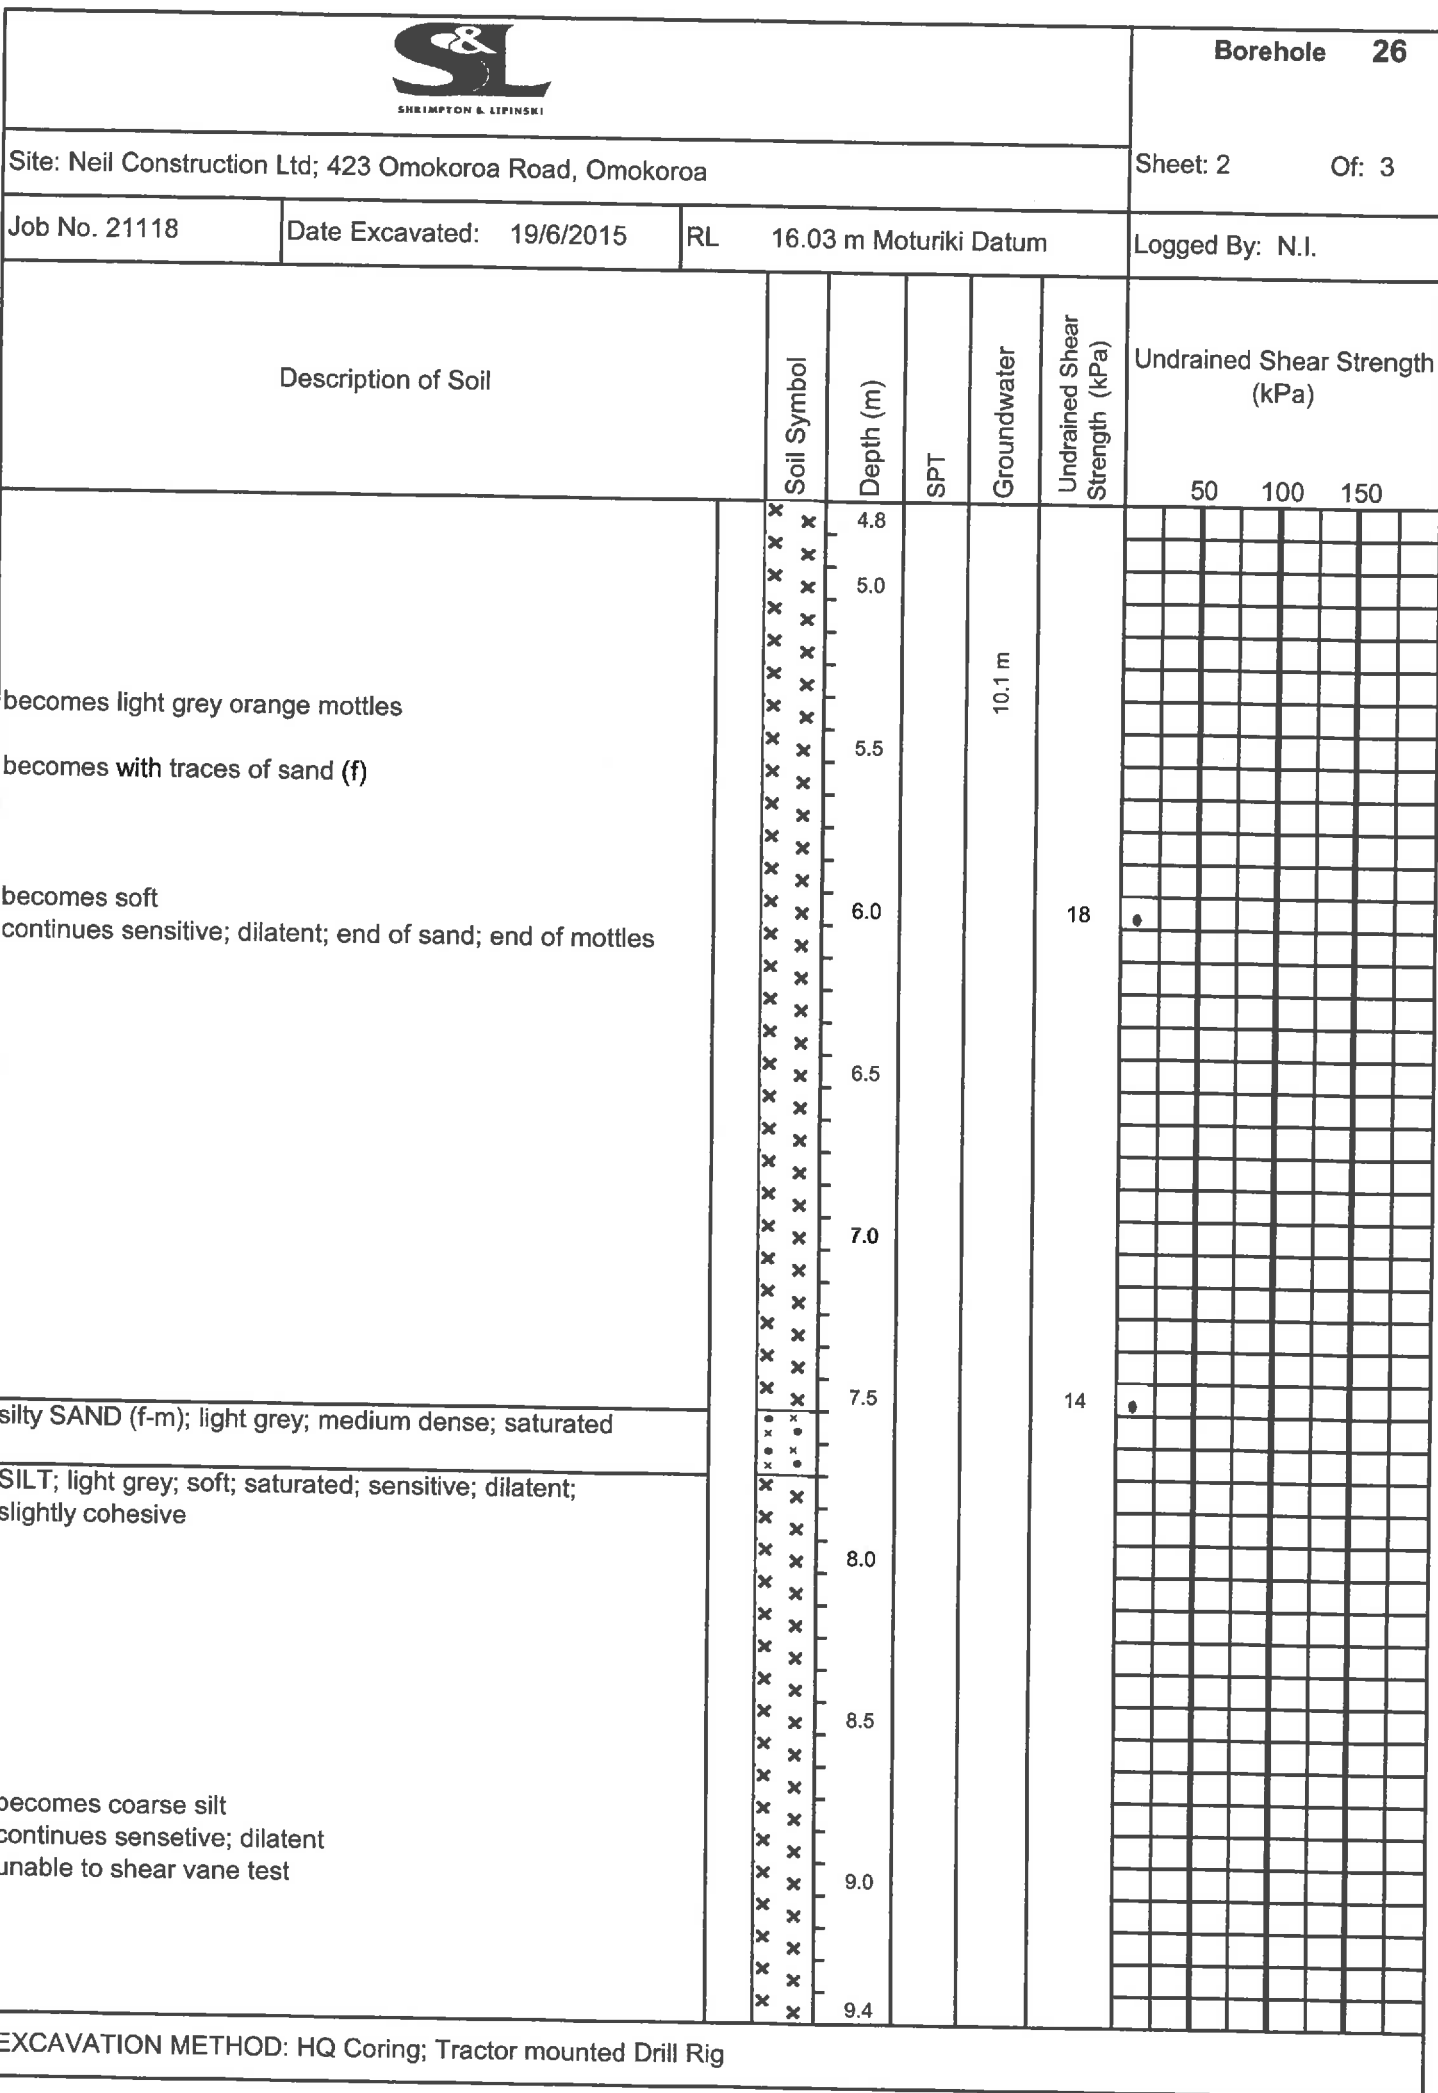 S&L
SHRIMPTON & LIPINSKI
Borehole 26
Site: Neil Construction Ltd; 423 Omokoroa Road, Omokoroa
Sheet: 2 Of: 3
Job No. 21118 Date Excavated: 19/6/2015 RL 16.03 m Moturiki Datum Logged By: N.I.
Description of Soil
Soil Symbol
Depth (m)
SPT
Groundwater
Undrained Shear
Strength (kPa)
Undrained Shear Strength
(kPa)
50 100 150
4.8
5.0
10.1 m
becomes light grey orange mottles
5.5
becomes with traces of sand (f)
becomes soft
6.0 18
continues sensitive; dilatent; end of sand; end of mottles
6.5
7.0
7.5 14
silty SAND (f-m); light grey; medium dense; saturated
SILT; light grey; soft; saturated; sensitive; dilatent;
slightly cohesive
8.0
8.5
becomes coarse silt
continues sensetive; dilatent
unable to shear vane test
9.0
9.4
EXCAVATION METHOD: HQ Coring; Tractor mounted Drill Rig